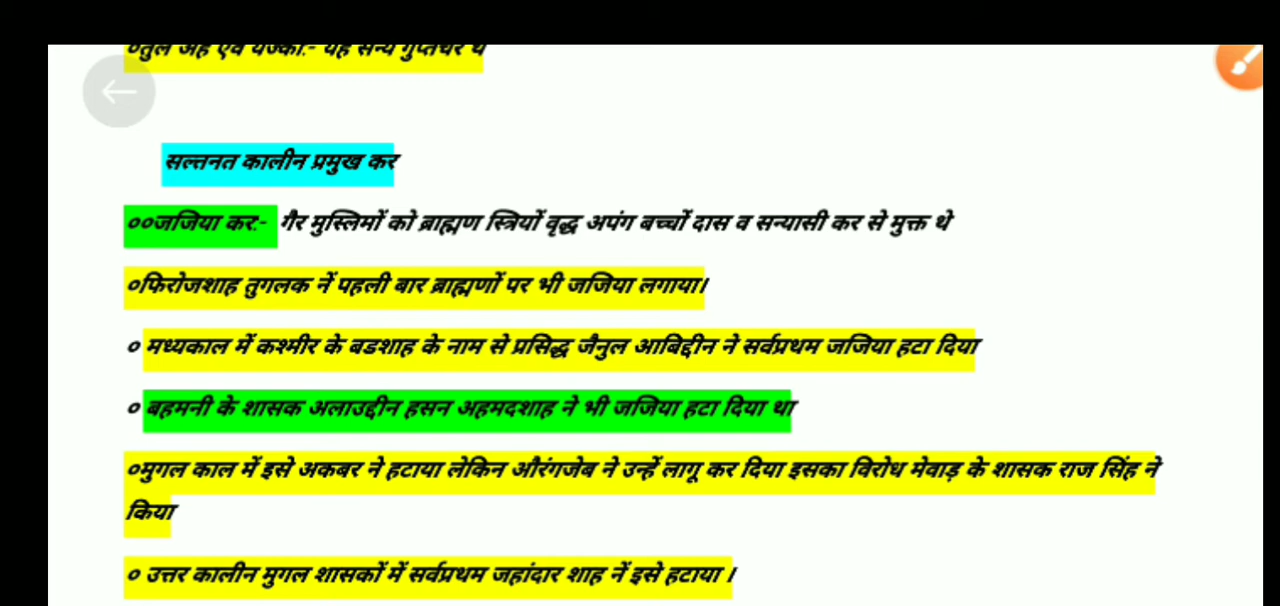 यह सैन्य गुप्तचर थे
सल्तनत कालीन प्रमुख कर
००जजिया कर:- गैर मुस्लिमों को ब्राह्मण स्त्रियों वृद्ध अपंग बच्चों दास व सन्यासी कर से मुक्त थे
०फिरोजशाह तुगलक नें पहली बार ब्राह्मणों पर भी जजिया लगाया।
० मध्यकाल में कश्मीर के बडशाह के नाम से प्रसिद्ध जैनुल आबिद्दीन ने सर्वप्रथम जजिया हटा दिया
० बहमनी के शासक अलाउद्दीन हसन अहमदशाह ने भी जजिया हटा दिया था
०मुगल काल में इसे अकबर ने हटाया लेकिन औरंगजेब ने उन्हें लागू कर दिया इसका विरोध मेवाड़ के शासक राज सिंह ने
किया
० उत्तर कालीन मुगल शासकों में सर्वप्रथम जहांदार शाह नें इसे हटाया ।